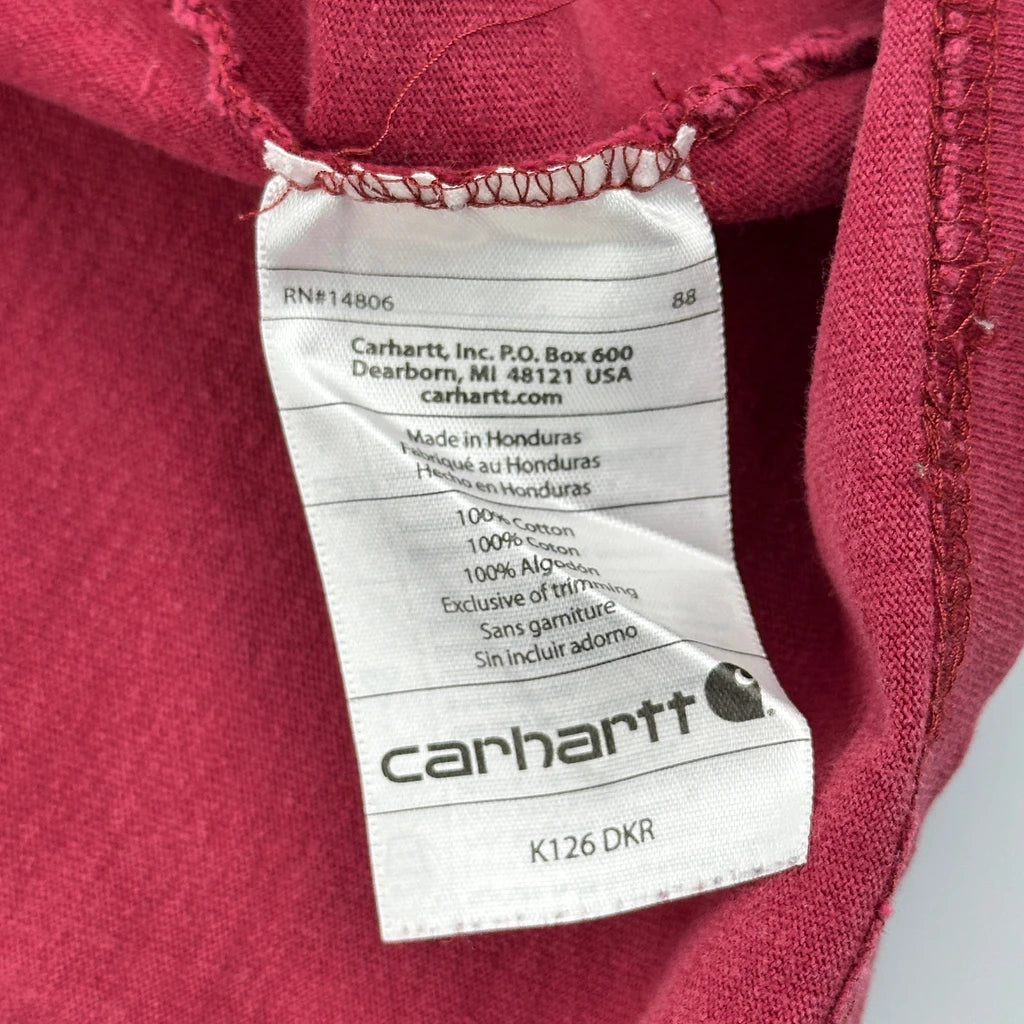 RN#14806 88
Carhartt, Inc. P.O. Box 600
Dearborn, MI 48121 USA
carhartt.com
Made in Honduras
Fabriqué au Honduras
Hecho en Honduras
100% Cotton
100% Coton
100% Algodón
Exclusive of trimming
Sans garniture
Sin incluir adorno
carhartt
K126 DKR